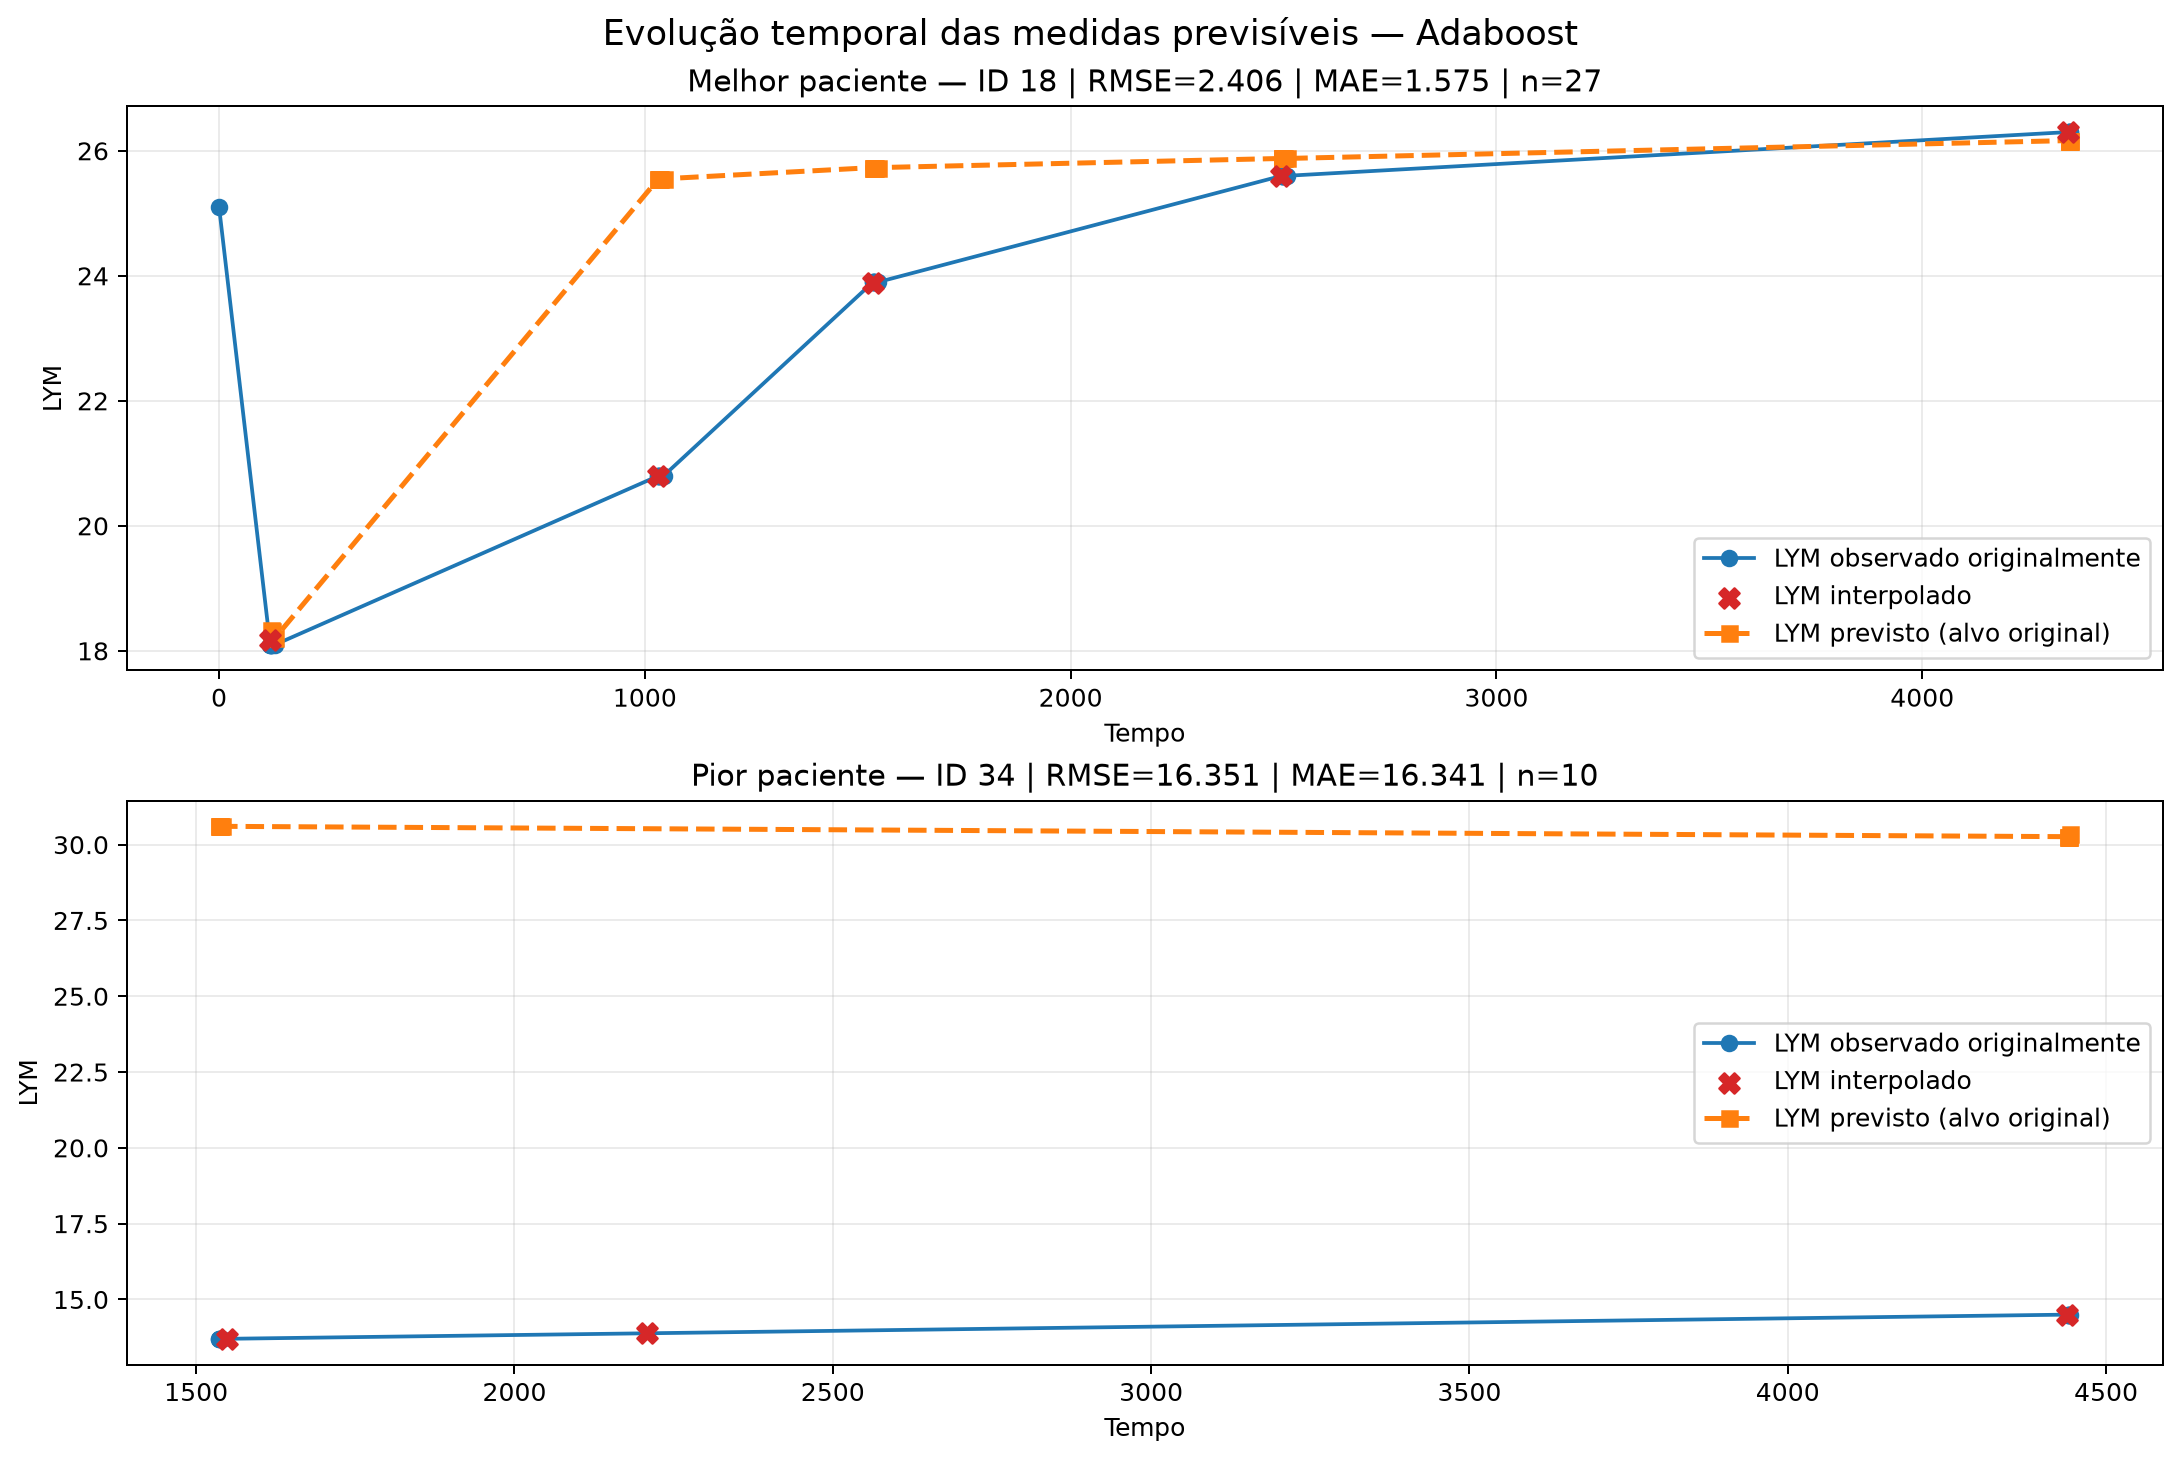 Evolução temporal das medidas previsíveis — Adaboost
Melhor paciente — ID 18 | RMSE=2.406 | MAE=1.575 | n=27
26
24
22
20
18
LYM
0
1000
2000
3000
4000
Tempo
LYM observado originalmente
LYM interpolado
LYM previsto (alvo original)
Pior paciente — ID 34 | RMSE=16.351 | MAE=16.341 | n=10
30.0
27.5
25.0
22.5
20.0
17.5
15.0
LYM
1500
2000
2500
3000
3500
4000
4500
Tempo
LYM observado originalmente
LYM interpolado
LYM previsto (alvo original)